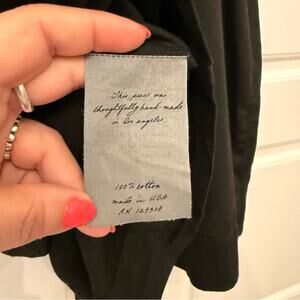 This piece was
thoughtfully hand-made
in los angeles.
100% cotton
made in USA
RN 129308